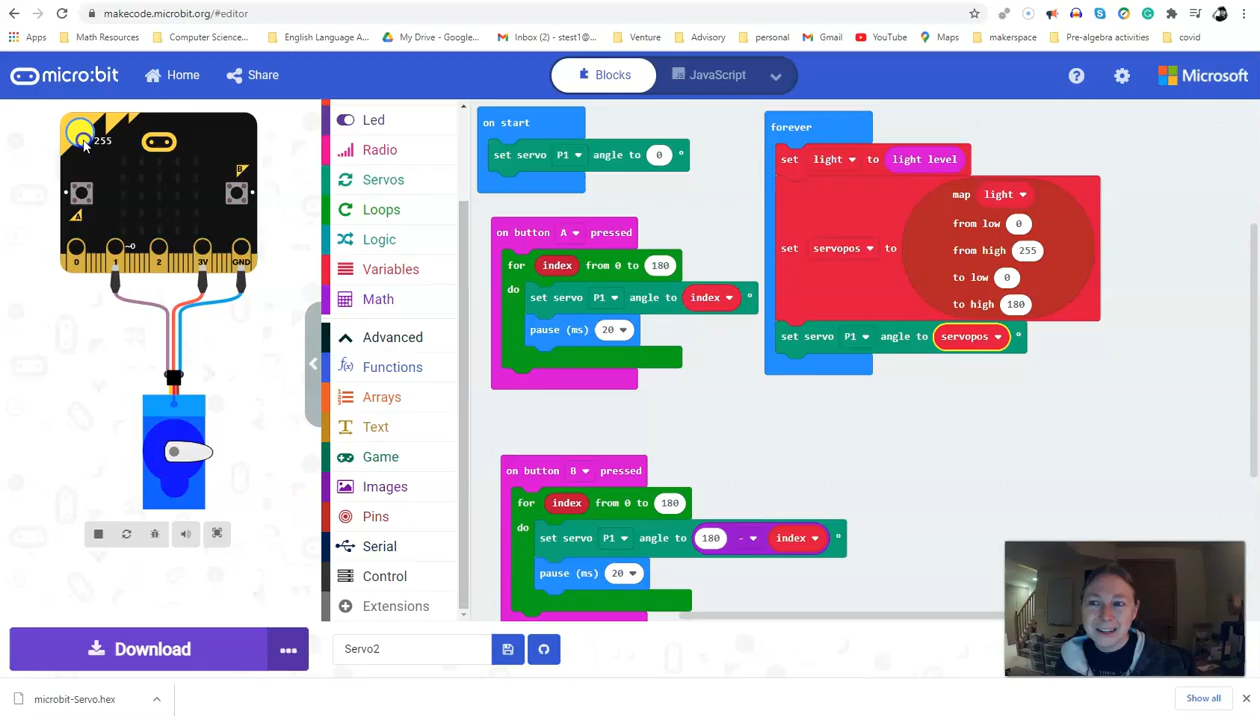 makecode.microbit.org/#editor
Apps Math Resources Computer Science... English Language A... My Drive – Google... Inbox (2) – stest1@... Venture Advisory personal Gmail YouTube Maps makerspace Pre-algebra activities covid
micro:bit Home Share Blocks JavaScript ? Microsoft
255
B
A
~0
0 1 2 3V GND
Led
Radio
Servos
Loops
Logic
Variables
Math
Advanced
Functions
Arrays
Text
Game
Images
Pins
Serial
Control
Extensions
on start
set servo P1 angle to 0 °
on button A pressed
for index from 0 to 180
do set servo P1 angle to index °
pause (ms) 20
on button B pressed
for index from 0 to 180
do set servo P1 angle to 180 - index °
pause (ms) 20
forever
set light to light level
set servopos to map light
from low 0
from high 255
to low 0
to high 180
set servo P1 angle to servopos °
Download ...
Servo2
microbit-Servo.hex
Show all